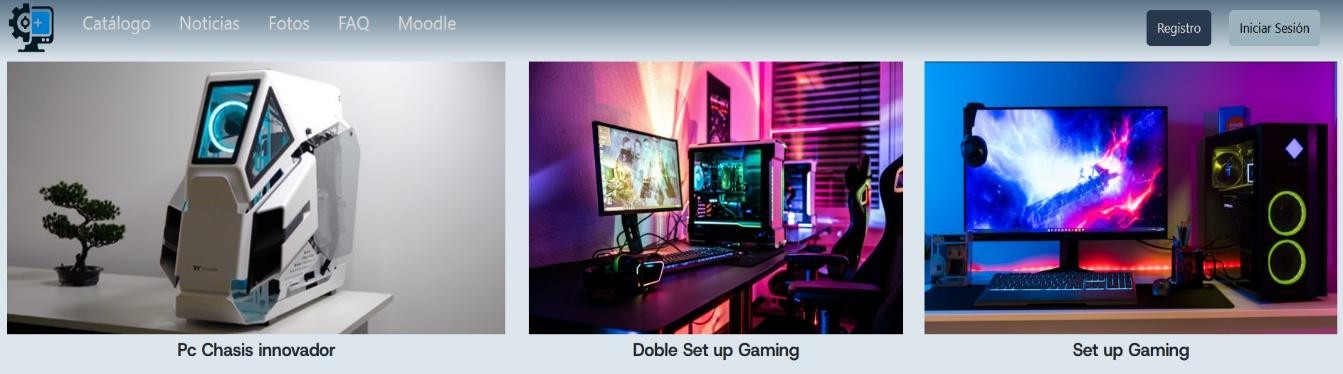 Catálogo Noticias Fotos FAQ Moodle Registro Iniciar Sesión
Pc Chasis innovador Doble Set up Gaming Set up Gaming